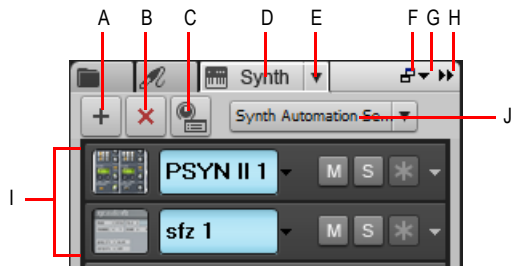 A B C D E F G H
Synth
Synth Automation Se... J
I
PSYN II 1 M S
sfz 1 M S